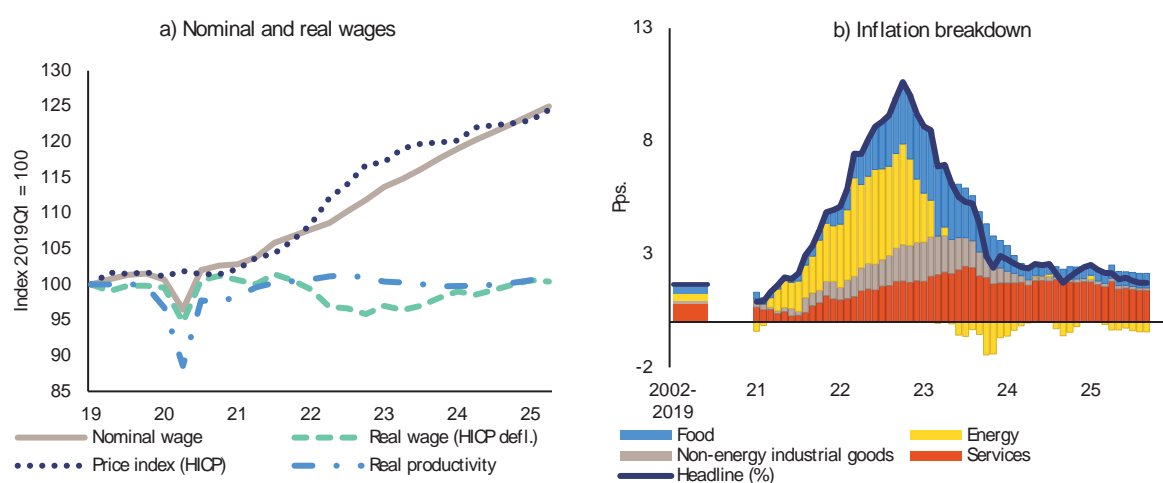 a) Nominal and real wages
Index 2019Q1 = 100
130
125
120
115
110
105
100
95
90
85
19 20 21 22 23 24 25
Nominal wage Real wage (HICP defl.)
Price index (HICP) Real productivity
b) Inflation breakdown
Pps.
13
8
3
-2
2002-
2019
21 22 23 24 25
Food Energy
Non-energy industrial goods Services
Headline (%)